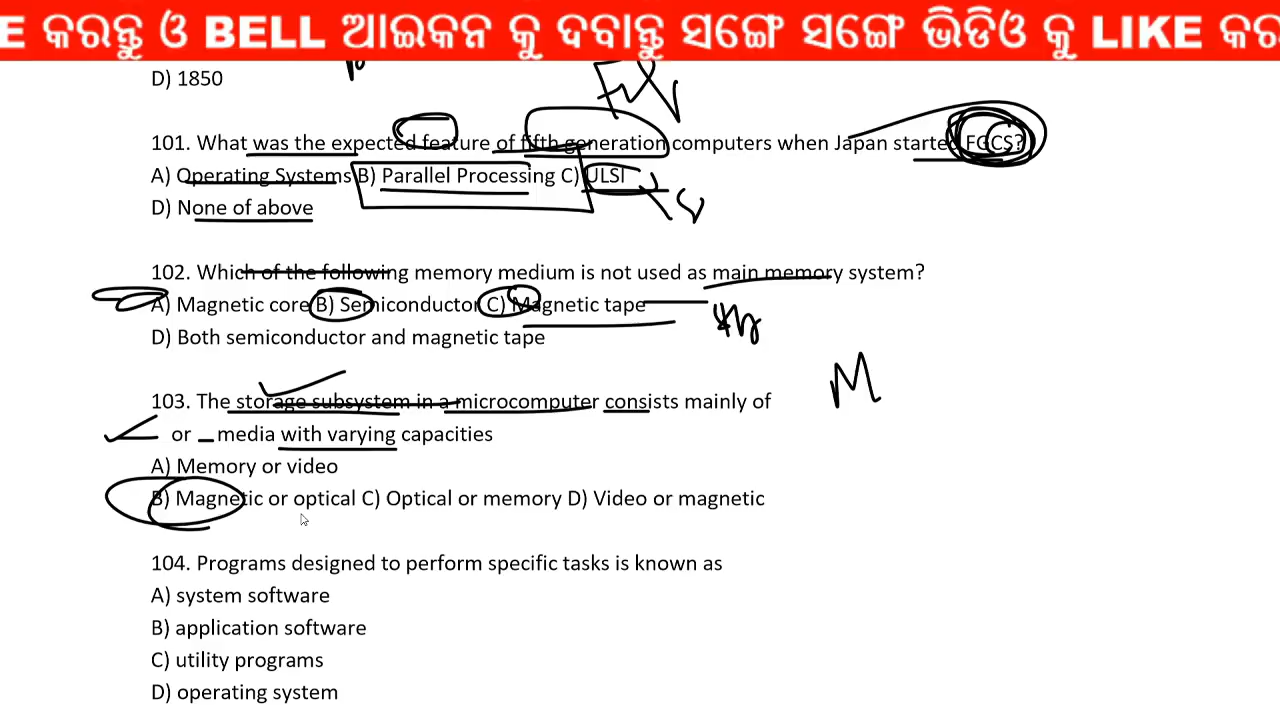 E କରନ୍ତୁ ଓ BELL ଆଇକନ କୁ ଦବାନ୍ତୁ ସଙ୍ଗେ ସଙ୍ଗେ ଭିଡିଓ କୁ LIKE କର
D) 1850
101. What was the expected feature of fifth generation computers when Japan started FGCS?
A) Operating Systems B) Parallel Processing C) ULSI
D) None of above
102. Which of the following memory medium is not used as main memory system?
A) Magnetic core B) Semiconductor C) Magnetic tape
D) Both semiconductor and magnetic tape
103. The storage subsystem in a microcomputer consists mainly of
or _ media with varying capacities
A) Memory or video
B) Magnetic or optical C) Optical or memory D) Video or magnetic
104. Programs designed to perform specific tasks is known as
A) system software
B) application software
C) utility programs
D) operating system